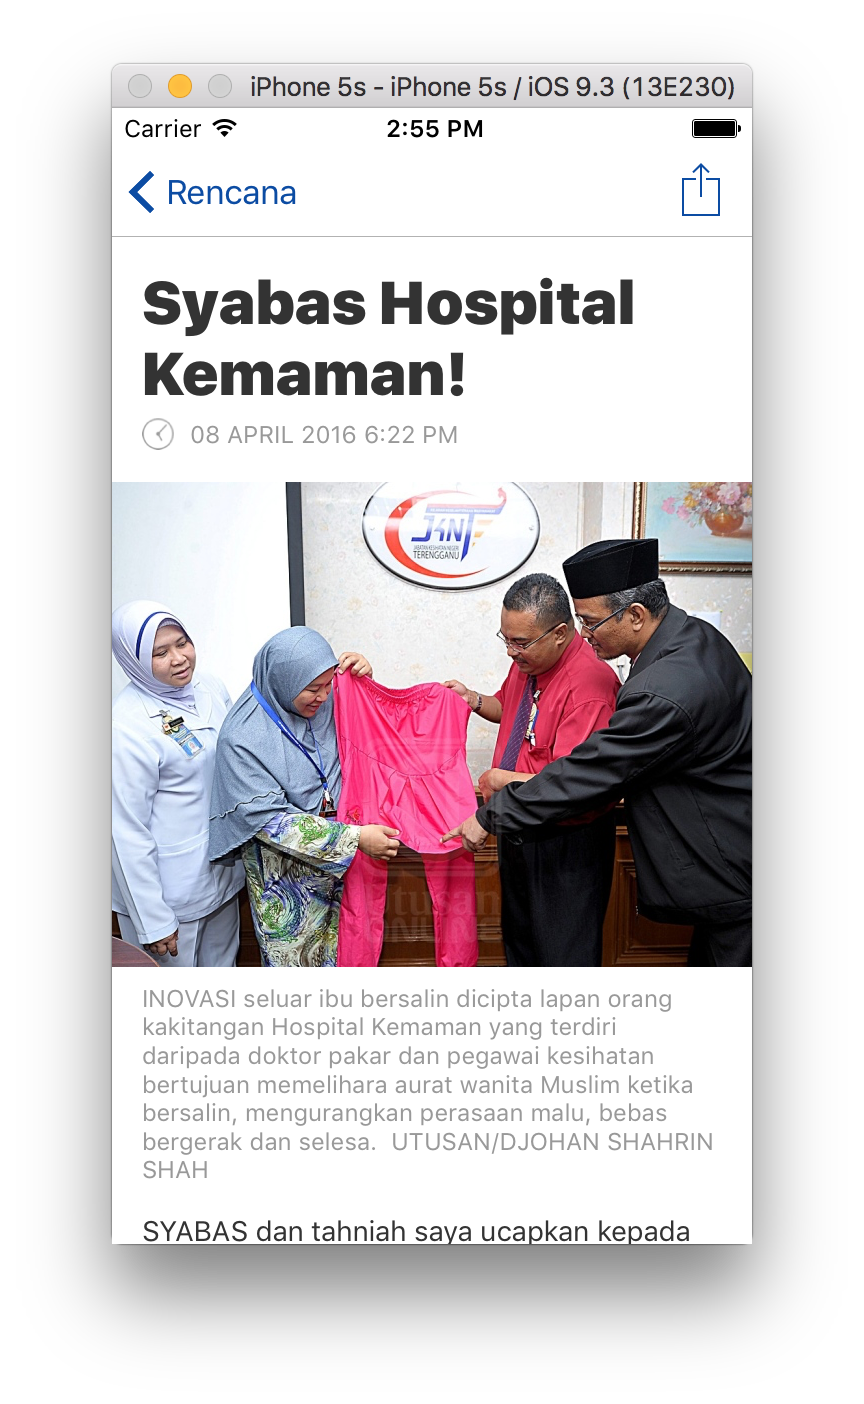 iPhone 5s - iPhone 5s / iOS 9.3 (13E230)
Carrier 2:55 PM
Rencana
Syabas Hospital
Kemaman!
08 APRIL 2016 6:22 PM
JKNT
JABATAN KESIHATAN NEGERI
TERENGGANU
Utusan
ONLINE
INOVASI seluar ibu bersalin dicipta lapan orang
kakitangan Hospital Kemaman yang terdiri
daripada doktor pakar dan pegawai kesihatan
bertujuan memelihara aurat wanita Muslim ketika
bersalin, mengurangkan perasaan malu, bebas
bergerak dan selesa.  UTUSAN/DJOHAN SHAHRIN
SHAH
SYABAS dan tahniah saya ucapkan kepada